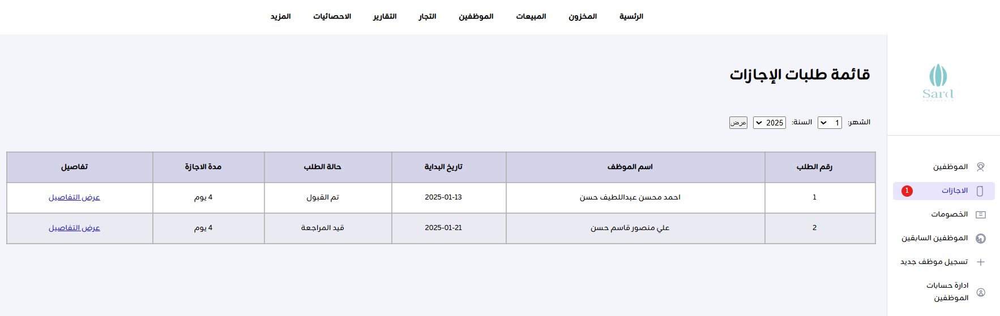 الرئسية المخزون المبيعات الموظفين التجار التقارير الاحصائيات المزيد
Sard
قائمة طلبات الإجازات
الشهر: 1 السنة: 2025 عرض
رقم الطلب اسم الموظف تاريخ البداية حالة الطلب مدة الاجازة تفاصيل
1 احمد محسن عبداللطيف حسن 2025-01-13 تم القبول 4 يوم عرض التفاصيل
2 علي منصور قاسم حسن 2025-01-21 قيد المراجعة 4 يوم عرض التفاصيل
الموظفين
الاجازات 1
الخصومات
الموظفين السابقين
تسجيل موظف جديد
ادارة حسابات
الموظفين